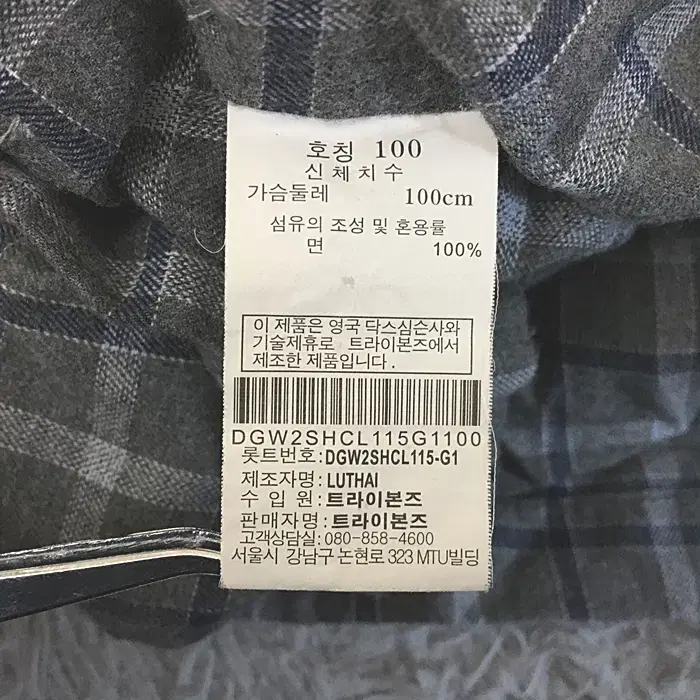 호칭 100
신체치수
가슴둘레 100cm
섬유의 조성 및 혼용률
면 100%
이 제품은 영국 닥스심슨사와
기술제휴로 트라이본즈에서
제조한 제품입니다.
DGW2SHCL115G1100
롯트번호:DGW2SHCL115-G1
제조자명:LUTHAI
수 입 원:트라이본즈
판매자명:트라이본즈
고객상담실:080-858-4600
서울시 강남구 논현로 323 MTU빌딩